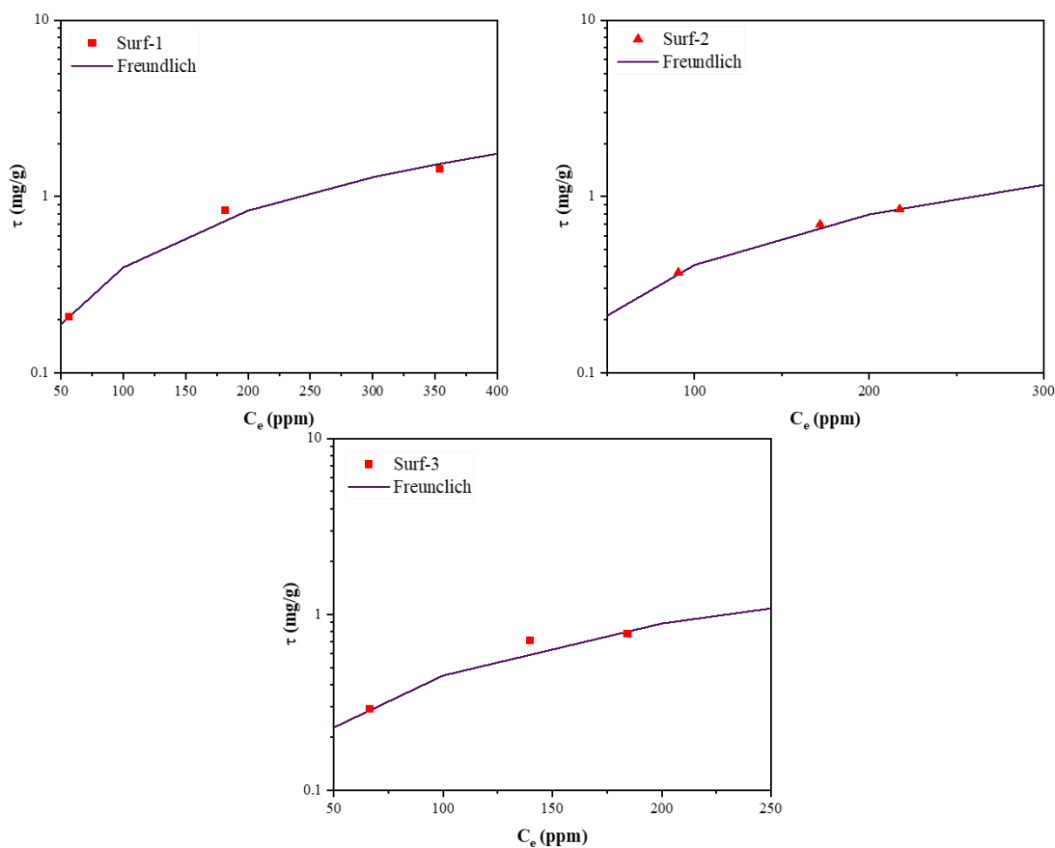 10
1
0.1
τ (mg/g)
Surf-1
Freundlich
50 100 150 200 250 300 350 400
Ce (ppm)
10
1
0.1
τ (mg/g)
Surf-2
Freundlich
100 200 300
Ce (ppm)
10
1
0.1
τ (mg/g)
Surf-3
Freunclich
50 100 150 200 250
Ce (ppm)